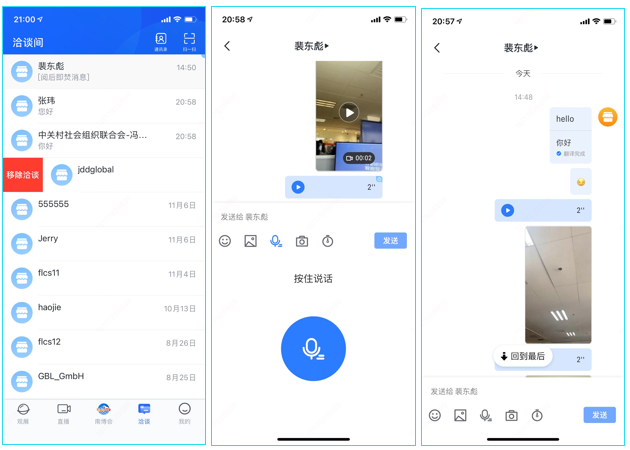 21:00
洽谈间
通讯录
扫一扫
裴东彪
14:50
[阅后即焚消息]
张玮
20:58
您好
中关村社会组织联合会-冯...
20:58
你好
移除洽谈
jddglobal
555555
11月6日
Jerry
11月6日
flcs11
11月4日
haojie
10月13日
flcs12
8月26日
GBL_GmbH
8月25日
观展
直播
商博会
洽谈
我的
20:58
裴东彪
00:02
2''
发送给 裴东彪
发送
按住说话
20:57
裴东彪
今天
14:48
hello
你好
翻译完成
2''
回到最后
2''
发送给 裴东彪
发送